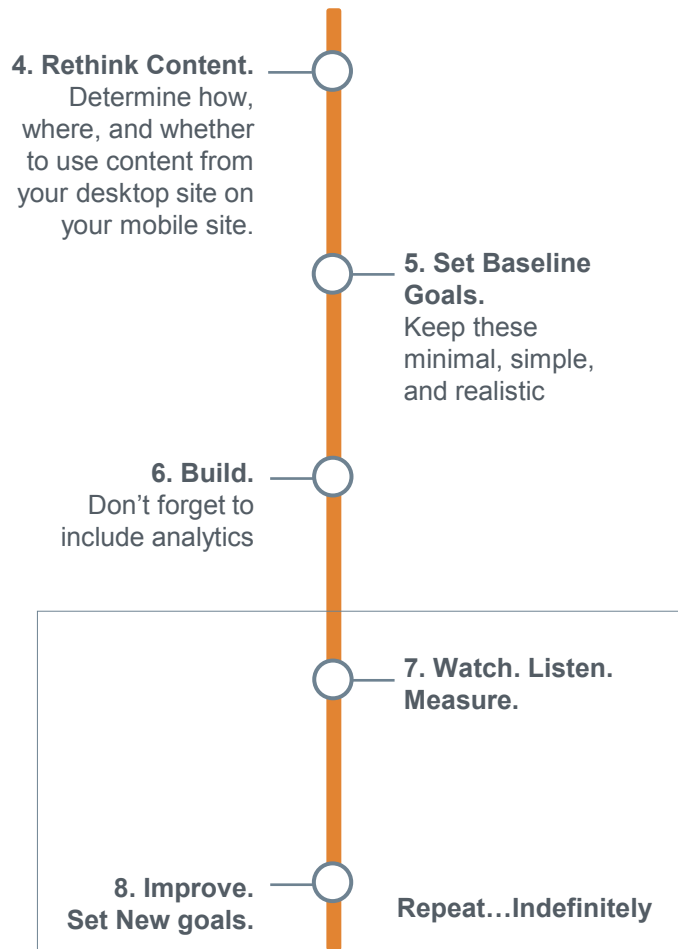 4. Rethink Content.
Determine how,
where, and whether
to use content from
your desktop site on
your mobile site.
5. Set Baseline
Goals.
Keep these
minimal, simple,
and realistic
6. Build.
Don’t forget to
include analytics
7. Watch. Listen.
Measure.
8. Improve.
Set New goals.
Repeat…Indefinitely